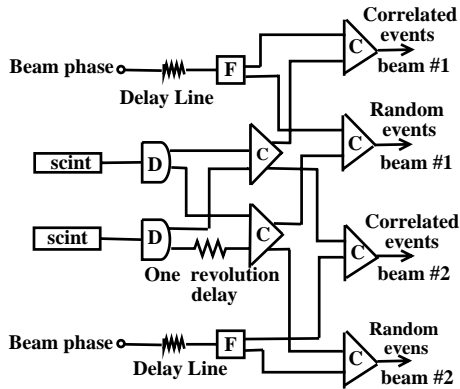 Correlated
events
beam #1
Beam phase
F
C
Delay Line
Random
events
beam #1
scint
D
C
C
scint
D
C
One revolution
delay
Correlated
events
beam #2
C
Beam phase
F
Delay Line
Random
evens
beam #2
C